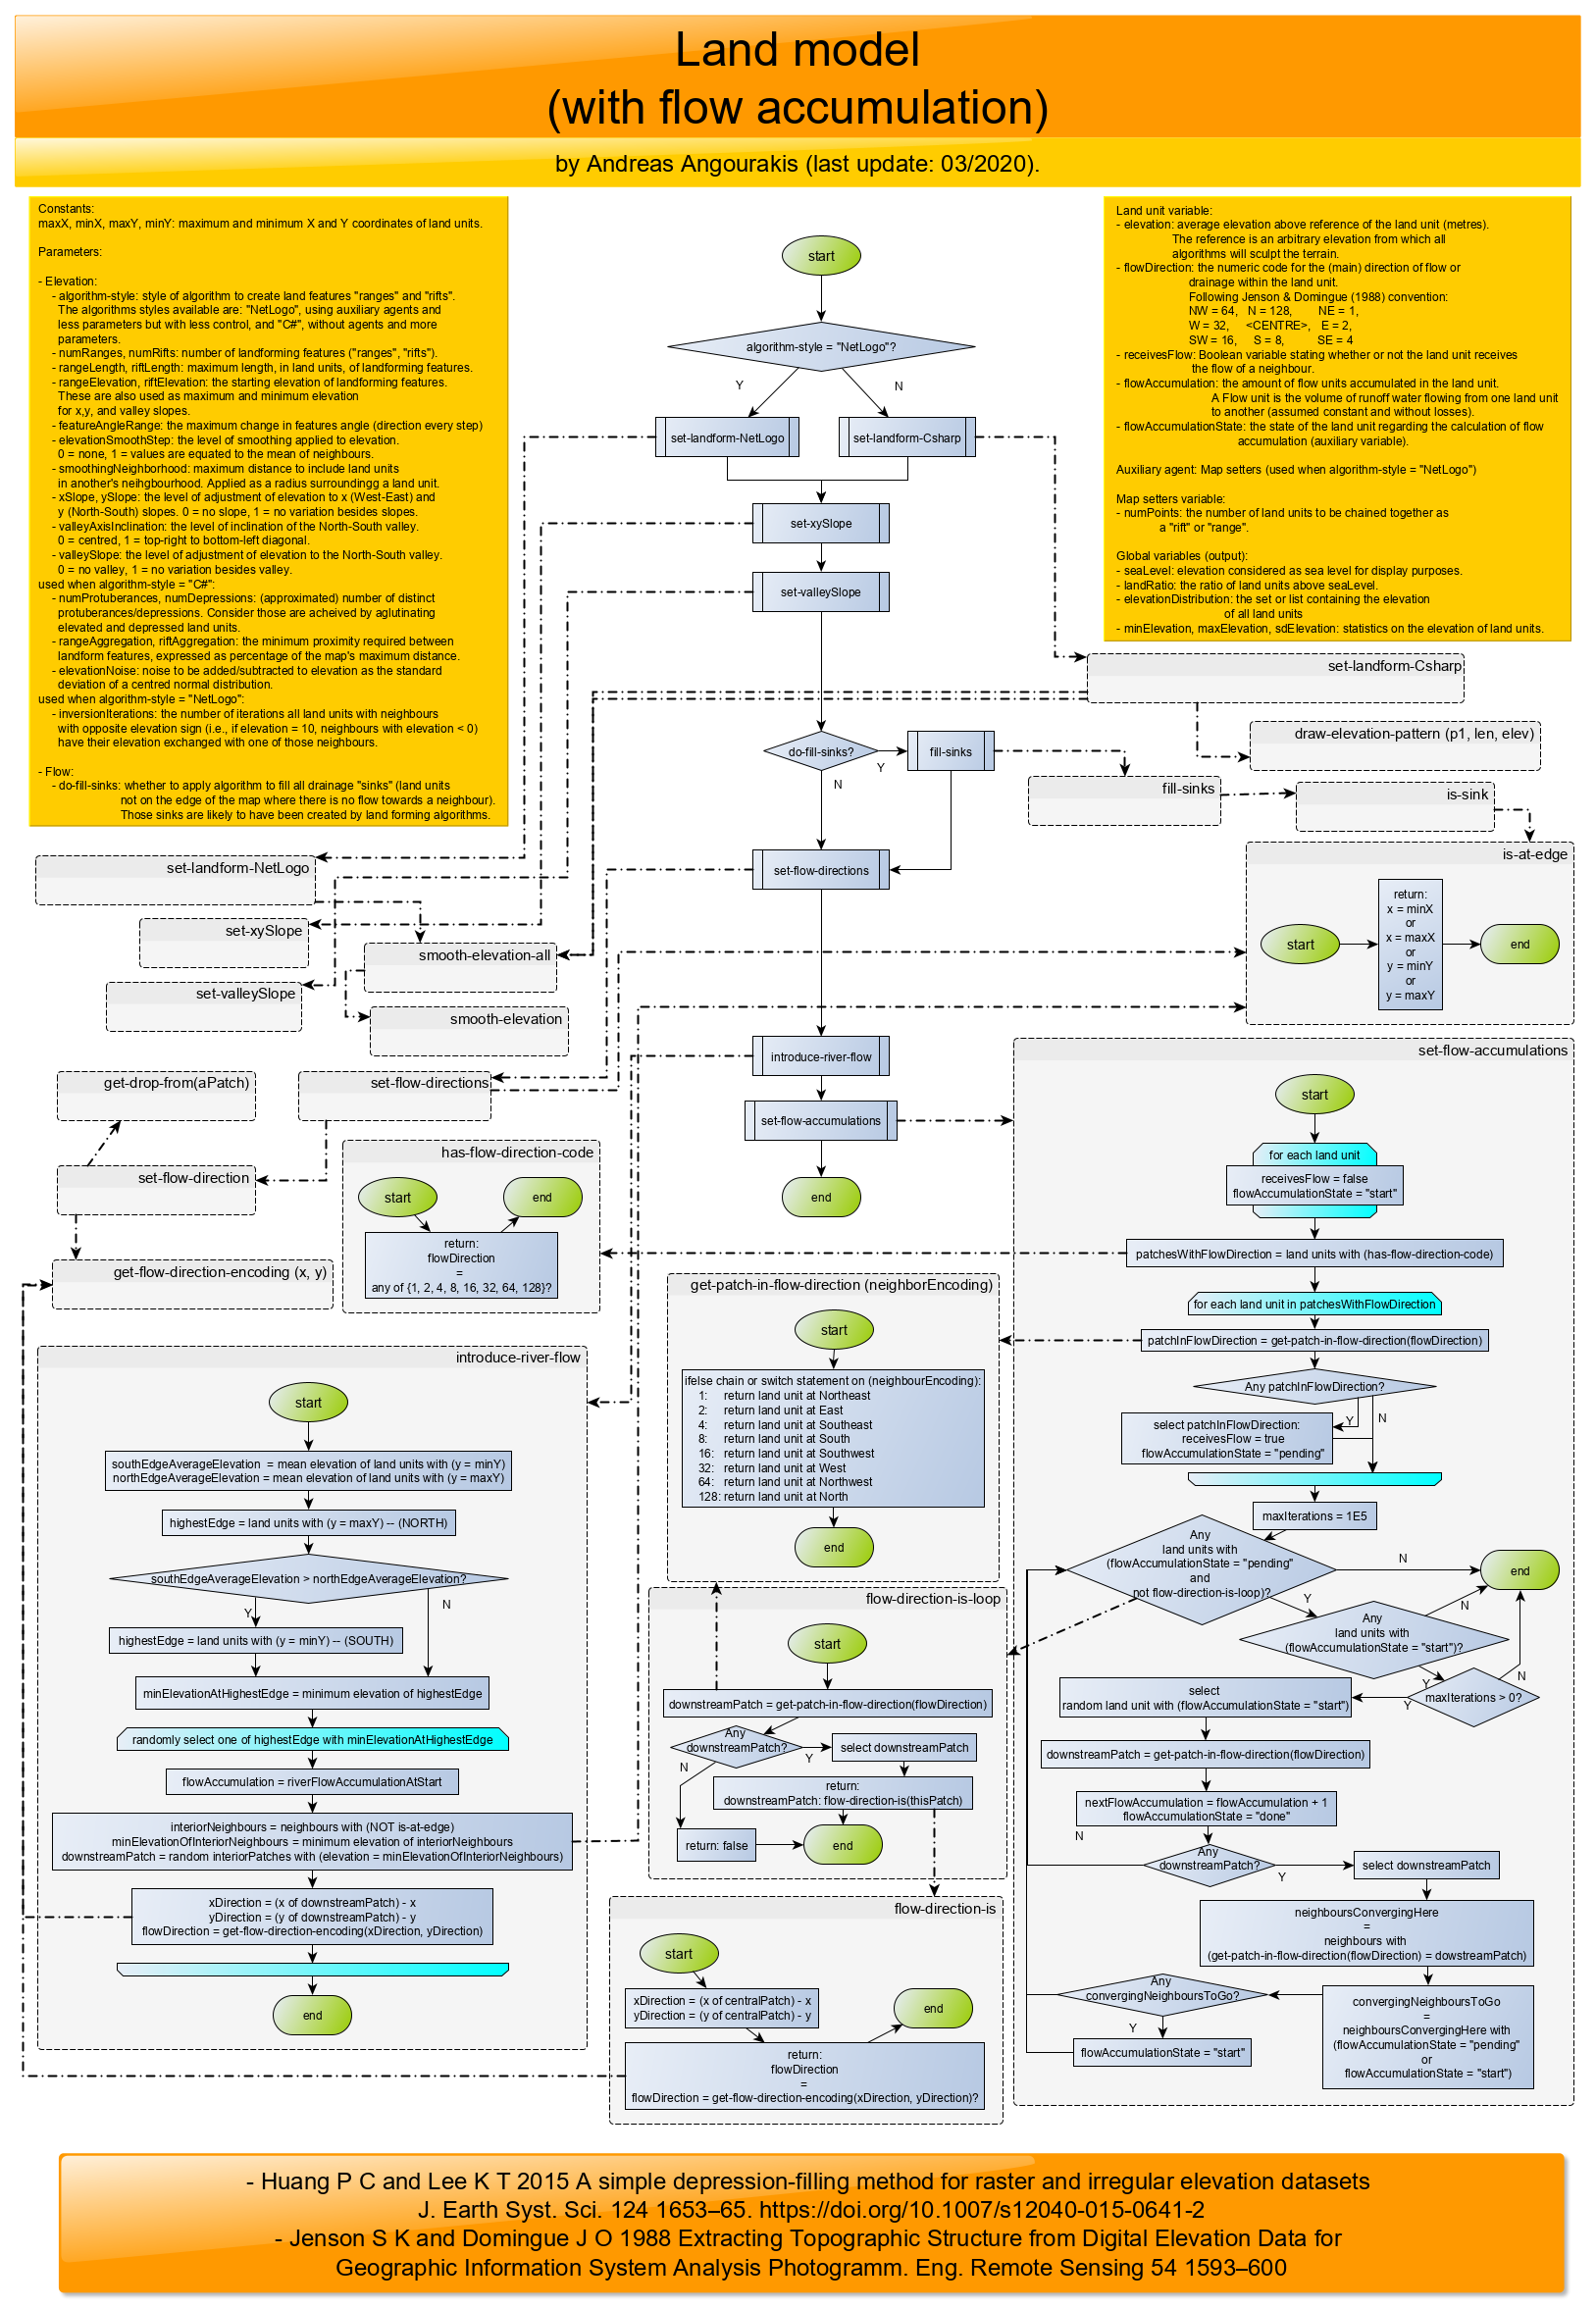 Land model
(with flow accumulation)
by Andreas Angourakis (last update: 03/2020).
Constants:
maxX, minX, maxY, minY: maximum and minimum X and Y coordinates of land units.
Parameters:
- Elevation:
- algorithm-style: style of algorithm to create land features "ranges" and "rifts".
The algorithms styles available are: "NetLogo", using auxiliary agents and
less parameters but with less control, and "C#", without agents and more
parameters.
- numRanges, numRifts: number of landforming features ("ranges", "rifts").
- rangeLength, riftLength: maximum length, in land units, of landforming features.
- rangeElevation, riftElevation: the starting elevation of landforming features.
These are also used as maximum and minimum elevation
for x,y, and valley slopes.
- featureAngleRange: the maximum change in features angle (direction every step)
- elevationSmoothStep: the level of smoothing applied to elevation.
0 = none, 1 = values are equated to the mean of neighbours.
- smoothingNeighborhood: maximum distance to include land units
in another's neihgbourhood. Applied as a radius surroundingg a land unit.
- xSlope, ySlope: the level of adjustment of elevation to x (West-East) and
y (North-South) slopes. 0 = no slope, 1 = no variation besides slopes.
- valleyAxisInclination: the level of inclination of the North-South valley.
0 = centred, 1 = top-right to bottom-left diagonal.
- valleySlope: the level of adjustment of elevation to the North-South valley.
0 = no valley, 1 = no variation besides valley.
used when algorithm-style = "C#":
- numProtuberances, numDepressions: (approximated) number of distinct
protuberances/depressions. Consider those are acheived by aglutinating
elevated and depressed land units.
- rangeAggregation, riftAggregation: the minimum proximity required between
landform features, expressed as percentage of the map's maximum distance.
- elevationNoise: noise to be added/subtracted to elevation as the standard
deviation of a centred normal distribution.
used when algorithm-style = "NetLogo":
- inversionIterations: the number of iterations all land units with neighbours
with opposite elevation sign (i.e., if elevation = 10, neighbours with elevation < 0)
have their elevation exchanged with one of those neighbours.
- Flow:
- do-fill-sinks: whether to apply algorithm to fill all drainage "sinks" (land units
not on the edge of the map where there is no flow towards a neighbour).
Those sinks are likely to have been created by land forming algorithms.
Land unit variable:
- elevation: average elevation above reference of the land unit (metres).
The reference is an arbitrary elevation from which all
algorithms will sculpt the terrain.
- flowDirection: the numeric code for the (main) direction of flow or
drainage within the land unit.
Following Jenson & Domingue (1988) convention:
NW = 64, N = 128, NE = 1,
W = 32, <CENTRE>, E = 2,
SW = 16, S = 8, SE = 4
- receivesFlow: Boolean variable stating whether or not the land unit receives
the flow of a neighbour.
- flowAccumulation: the amount of flow units accumulated in the land unit.
A Flow unit is the volume of runoff water flowing from one land unit
to another (assumed constant and without losses).
- flowAccumulationState: the state of the land unit regarding the calculation of flow
accumulation (auxiliary variable).
Auxiliary agent: Map setters (used when algorithm-style = "NetLogo")
Map setters variable:
- numPoints: the number of land units to be chained together as
a "rift" or "range".
Global variables (output):
- seaLevel: elevation considered as sea level for display purposes.
- landRatio: the ratio of land units above seaLevel.
- elevationDistribution: the set or list containing the elevation
of all land units
- minElevation, maxElevation, sdElevation: statistics on the elevation of land units.
start
algorithm-style = "NetLogo"?
Y
N
set-landform-NetLogo
set-landform-Csharp
set-xySlope
set-valleySlope
do-fill-sinks?
Y
N
fill-sinks
set-flow-directions
introduce-river-flow
set-flow-accumulations
end
set-landform-Csharp
draw-elevation-pattern (p1, len, elev)
fill-sinks
is-sink
is-at-edge
start
return:
x = minX
or
x = maxX
or
y = minY
or
y = maxY
end
set-landform-NetLogo
set-xySlope
smooth-elevation-all
set-valleySlope
smooth-elevation
get-drop-from(aPatch)
set-flow-directions
set-flow-direction
get-flow-direction-encoding (x, y)
has-flow-direction-code
start
end
return:
flowDirection
=
any of {1, 2, 4, 8, 16, 32, 64, 128}?
introduce-river-flow
start
southEdgeAverageElevation = mean elevation of land units with (y = minY)
northEdgeAverageElevation = mean elevation of land units with (y = maxY)
highestEdge = land units with (y = maxY) -- (NORTH)
southEdgeAverageElevation > northEdgeAverageElevation?
Y
N
highestEdge = land units with (y = minY) -- (SOUTH)
minElevationAtHighestEdge = minimum elevation of highestEdge
randomly select one of highestEdge with minElevationAtHighestEdge
flowAccumulation = riverFlowAccumulationAtStart
interiorNeighbours = neighbours with (NOT is-at-edge)
minElevationOfInteriorNeighbours = minimum elevation of interiorNeighbours
downstreamPatch = random interiorPatches with (elevation = minElevationOfInteriorNeighbours)
xDirection = (x of downstreamPatch) - x
yDirection = (y of downstreamPatch) - y
flowDirection = get-flow-direction-encoding(xDirection, yDirection)
end
get-patch-in-flow-direction (neighborEncoding)
start
ifelse chain or switch statement on (neighbourEncoding):
1: return land unit at Northeast
2: return land unit at East
4: return land unit at Southeast
8: return land unit at South
16: return land unit at Southwest
32: return land unit at West
64: return land unit at Northwest
128: return land unit at North
end
flow-direction-is-loop
start
downstreamPatch = get-patch-in-flow-direction(flowDirection)
Any
downstreamPatch?
N
Y
select downstreamPatch
return:
downstreamPatch: flow-direction-is(thisPatch)
return: false
end
flow-direction-is
start
xDirection = (x of centralPatch) - x
yDirection = (y of centralPatch) - y
end
return:
flowDirection
=
flowDirection = get-flow-direction-encoding(xDirection, yDirection)?
set-flow-accumulations
start
for each land unit
receivesFlow = false
flowAccumulationState = "start"
patchesWithFlowDirection = land units with (has-flow-direction-code)
for each land unit in patchesWithFlowDirection
patchInFlowDirection = get-patch-in-flow-direction(flowDirection)
Any patchInFlowDirection?
Y
N
select patchInFlowDirection:
receivesFlow = true
flowAccumulationState = "pending"
maxIterations = 1E5
Any
land units with
(flowAccumulationState = "pending"
and
not flow-direction-is-loop)?
N
Y
end
Any
land units with
(flowAccumulationState = "start")?
N
Y
maxIterations > 0?
N
Y
select
random land unit with (flowAccumulationState = "start")
downstreamPatch = get-patch-in-flow-direction(flowDirection)
nextFlowAccumulation = flowAccumulation + 1
flowAccumulationState = "done"
N
Any
downstreamPatch?
Y
select downstreamPatch
neighboursConvergingHere
=
neighbours with
(get-patch-in-flow-direction(flowDirection) = dowstreamPatch)
Any
convergingNeighboursToGo?
Y
convergingNeighboursToGo
=
neighboursConvergingHere with
(flowAccumulationState = "pending"
or
flowAccumulationState = "start")
flowAccumulationState = "start"
- Huang P C and Lee K T 2015 A simple depression-filling method for raster and irregular elevation datasets
J. Earth Syst. Sci. 124 1653–65. https://doi.org/10.1007/s12040-015-0641-2
- Jenson S K and Domingue J O 1988 Extracting Topographic Structure from Digital Elevation Data for
Geographic Information System Analysis Photogramm. Eng. Remote Sensing 54 1593–600